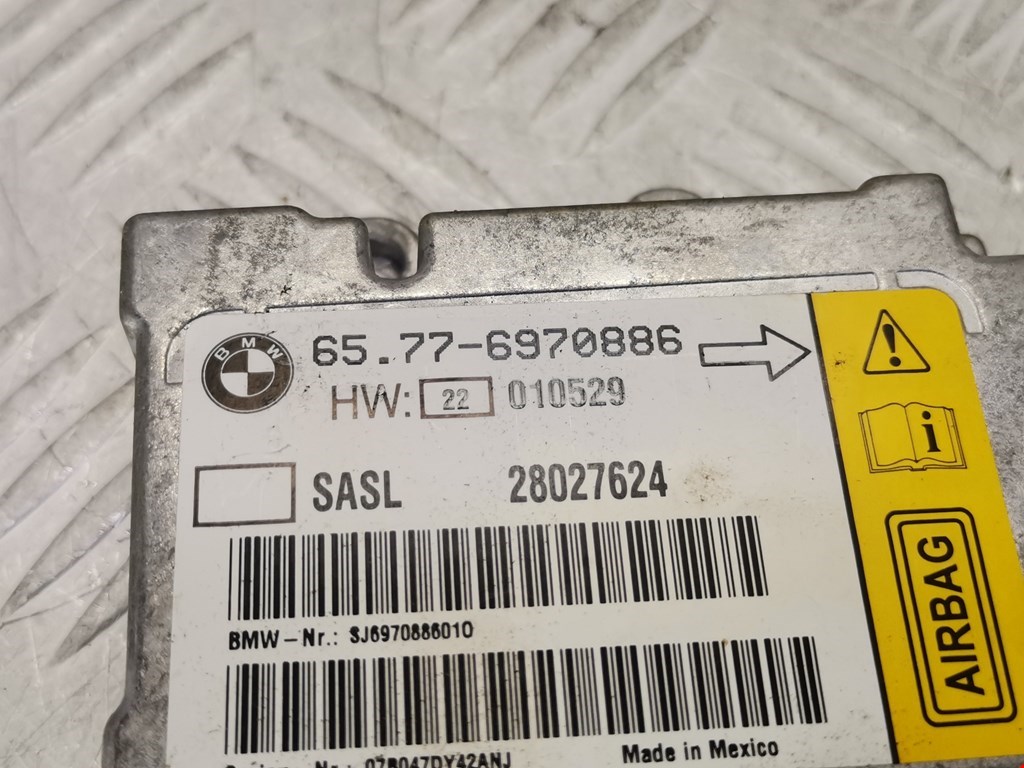 BMW
65.77-6970886
HW: 22 010529
SASL 28027624
BMW-Nr.: SJ6970886010
Made in Mexico
i
AIRBAG